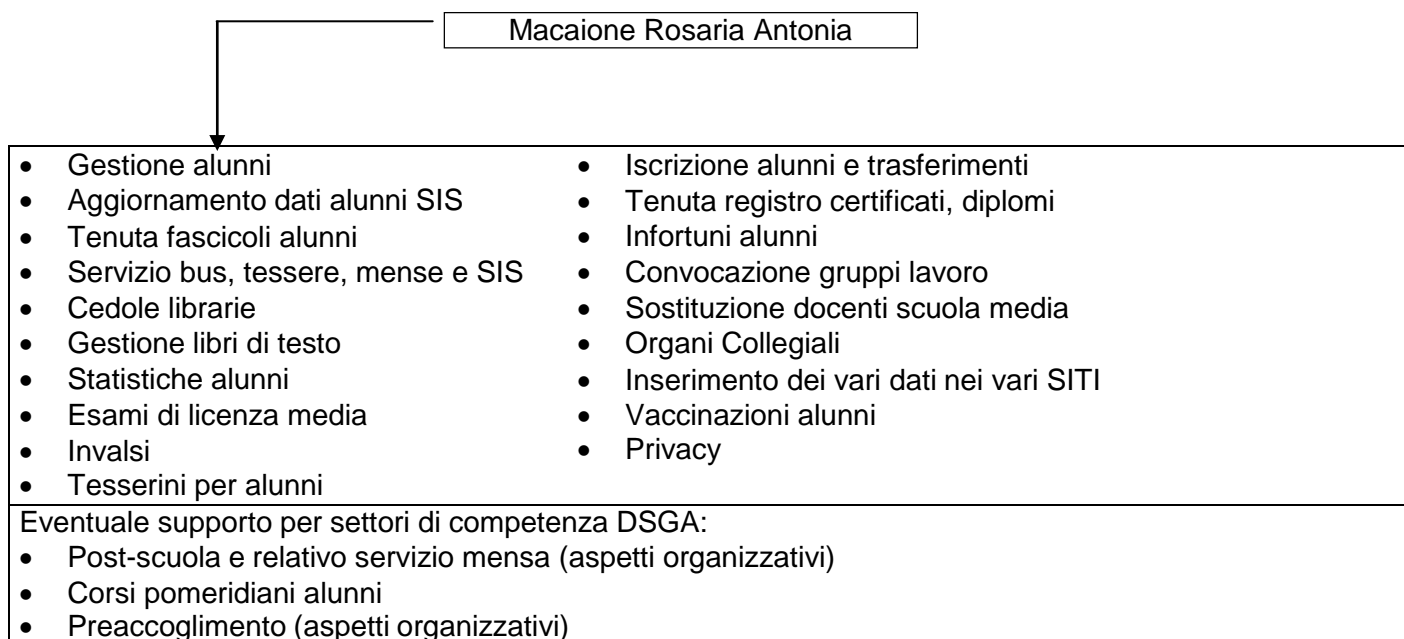 Macaione Rosaria Antonia
• Gestione alunni
• Aggiornamento dati alunni SIS
• Tenuta fascicoli alunni
• Servizio bus, tessere, mense e SIS
• Cedole librarie
• Gestione libri di testo
• Statistiche alunni
• Esami di licenza media
• Invalsi
• Tesserini per alunni
• Iscrizione alunni e trasferimenti
• Tenuta registro certificati, diplomi
• Infortuni alunni
• Convocazione gruppi lavoro
• Sostituzione docenti scuola media
• Organi Collegiali
• Inserimento dei vari dati nei vari SITI
• Vaccinazioni alunni
• Privacy
Eventuale supporto per settori di competenza DSGA:
• Post-scuola e relativo servizio mensa (aspetti organizzativi)
• Corsi pomeridiani alunni
• Preaccoglimento (aspetti organizzativi)